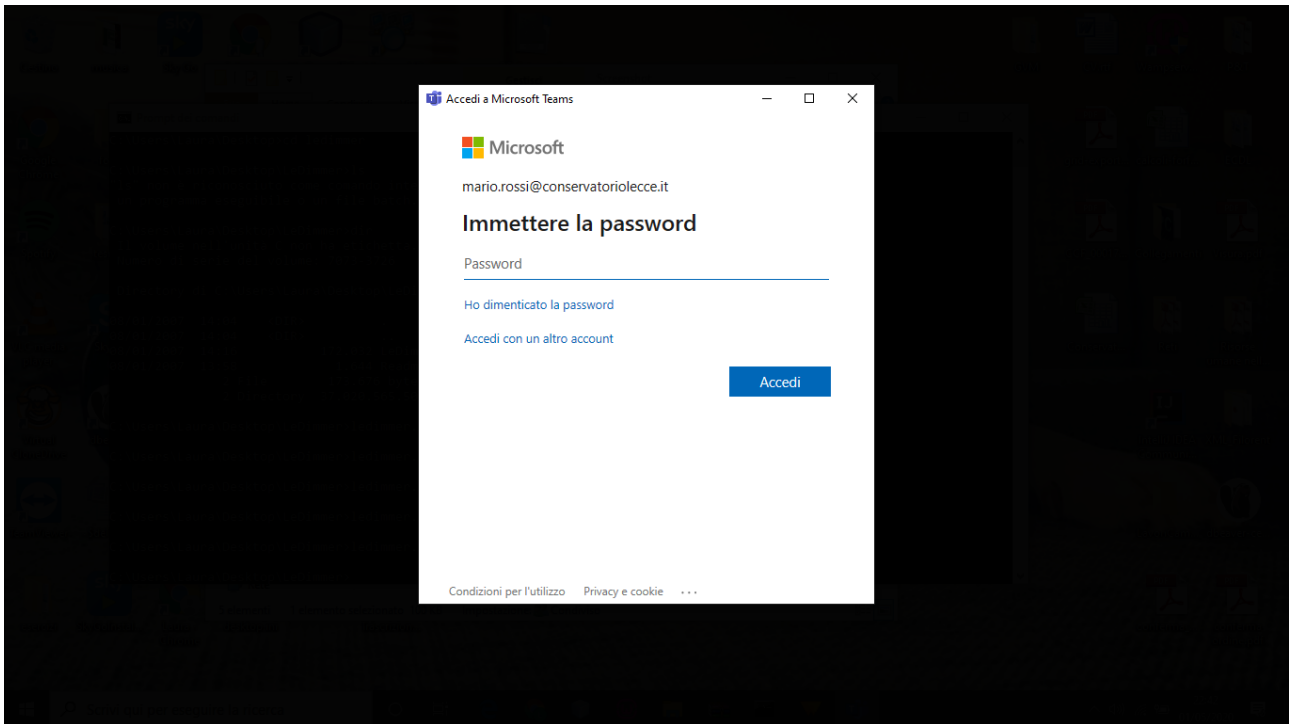 Accedi a Microsoft Teams
Microsoft
mario.rossi@conservatoriolecce.it
Immettere la password
Password
Ho dimenticato la password
Accedi con un altro account
Accedi
Condizioni per l'utilizzo Privacy e cookie ...